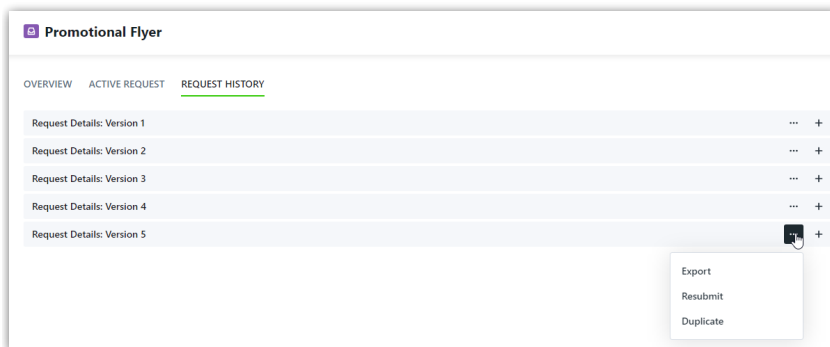 Promotional Flyer
OVERVIEW ACTIVE REQUEST REQUEST HISTORY
Request Details: Version 1
Request Details: Version 2
Request Details: Version 3
Request Details: Version 4
Request Details: Version 5
Export
Resubmit
Duplicate